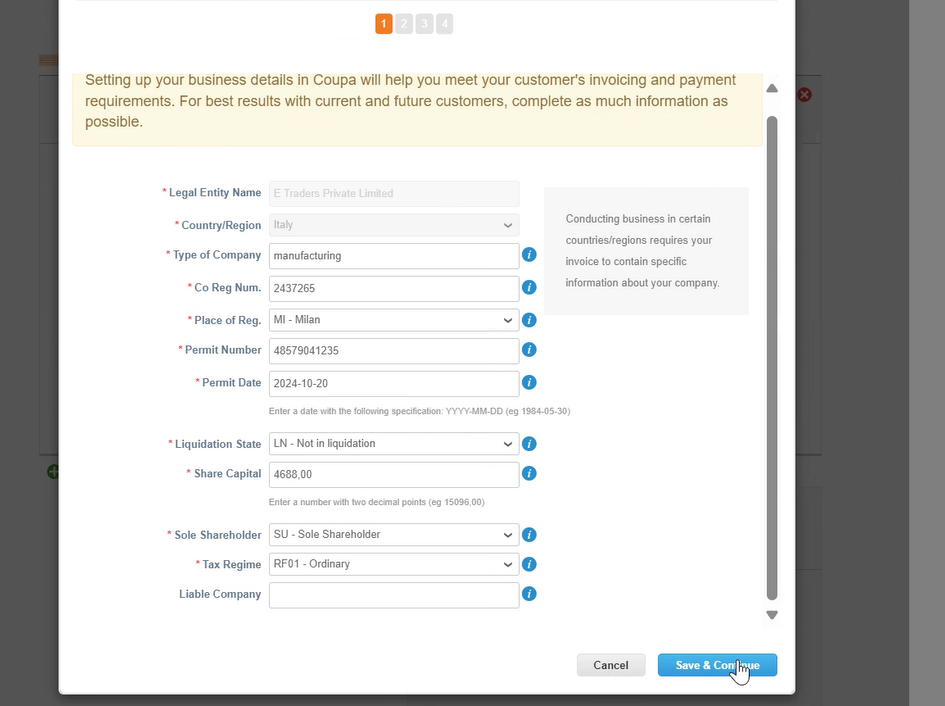 1 2 3 4
Setting up your business details in Coupa will help you meet your customer's invoicing and payment
requirements. For best results with current and future customers, complete as much information as
possible.
* Legal Entity Name E Traders Private Limited
* Country/Region Italy
* Type of Company manufacturing
* Co Reg Num. 2437265
* Place of Reg. MI - Milan
* Permit Number 48579041235
* Permit Date 2024-10-20
Enter a date with the following specification: YYYY-MM-DD (eg 1984-05-30)
* Liquidation State LN - Not in liquidation
* Share Capital 4688,00
Enter a number with two decimal points (eg 15096,00)
* Sole Shareholder SU - Sole Shareholder
* Tax Regime RF01 - Ordinary
Liable Company
Conducting business in certain
countries/regions requires your
invoice to contain specific
information about your company.
Cancel Save & Continue